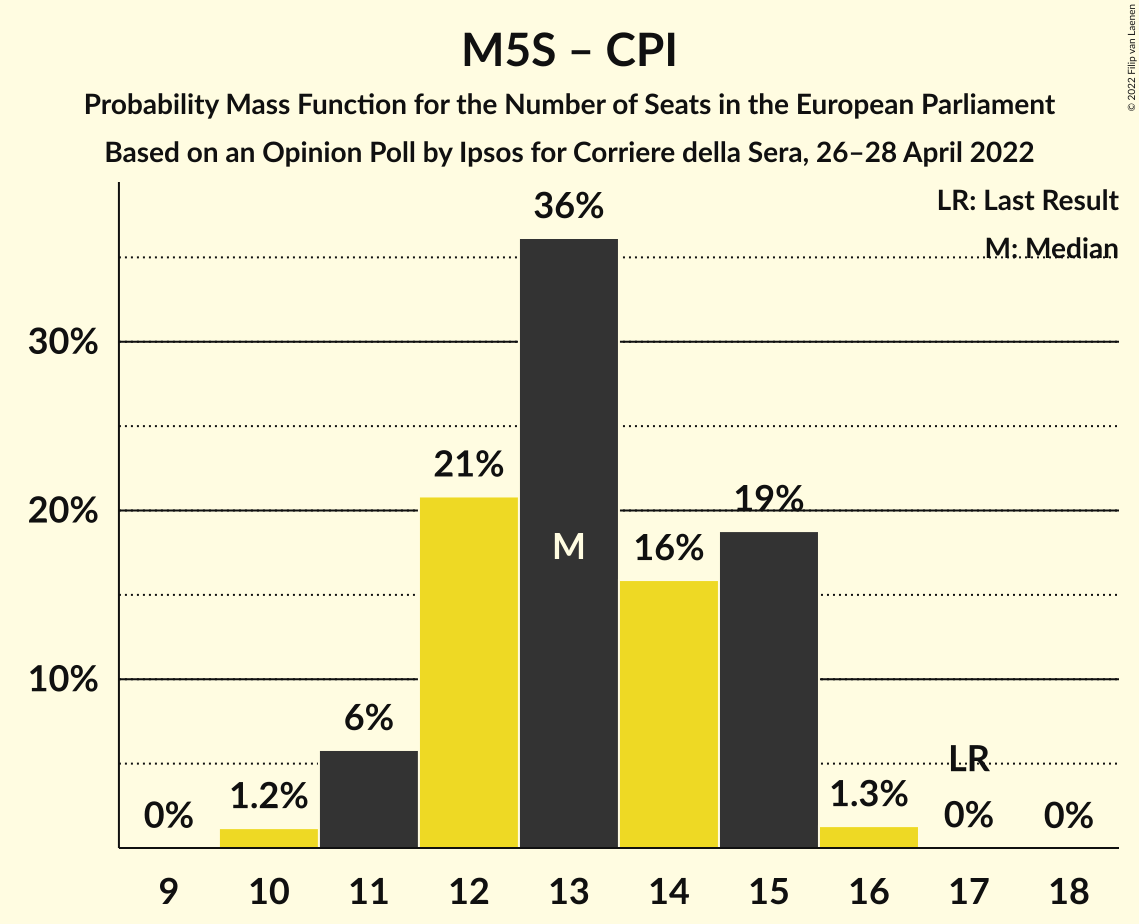 M5S – CPI
Probability Mass Function for the Number of Seats in the European Parliament
Based on an Opinion Poll by Ipsos for Corriere della Sera, 26–28 April 2022
© 2022 Filip van Laenen
LR: Last Result
M: Median
36%
30%
21%
20%
19%
M
16%
10%
6%
LR
0%
1.2%
1.3%
0%
0%
9 10 11 12 13 14 15 16 17 18